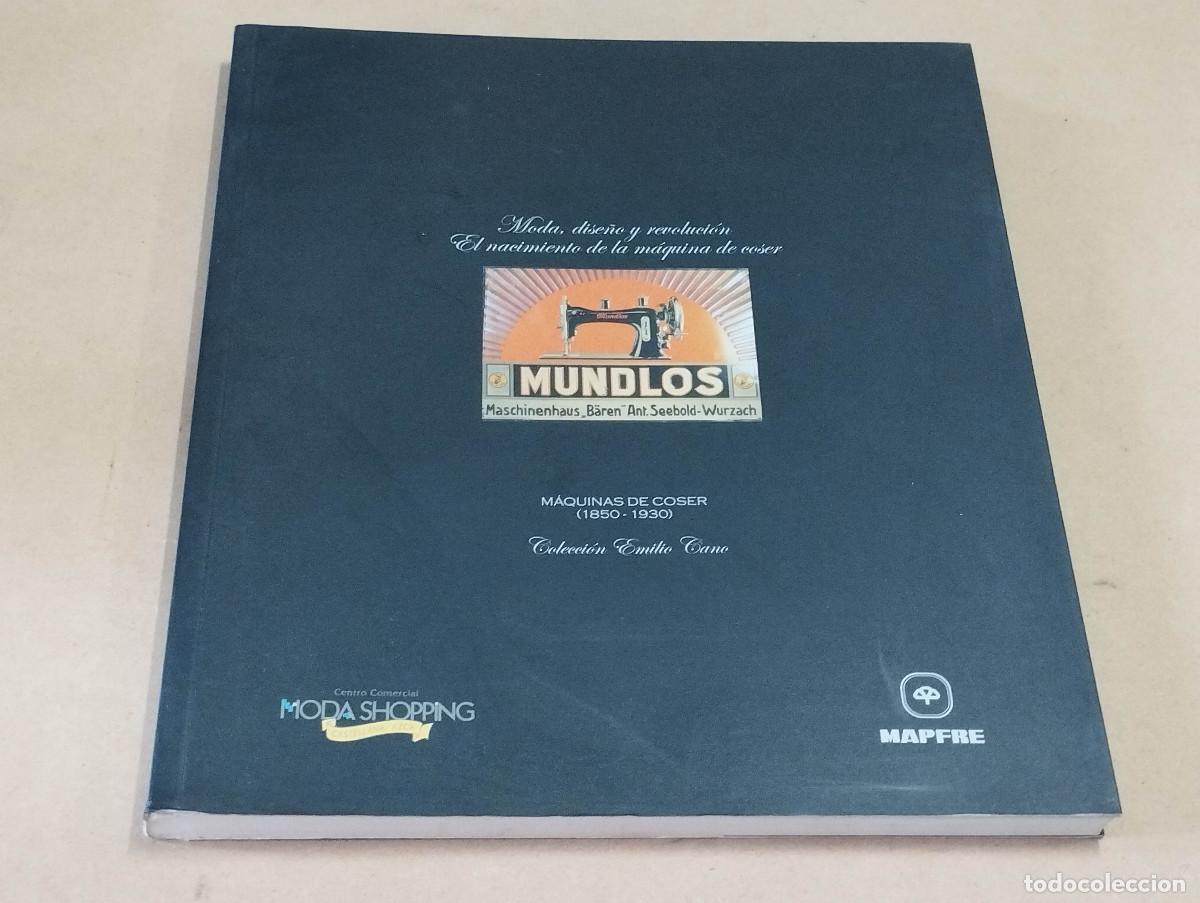 Moda, diseño y revolución
El nacimiento de la máquina de coser
Mundlos
MUNDLOS
Maschinenhaus „Bären” Ant. Seebold-Wurzach
MÁQUINAS DE COSER
(1850 - 1930)
Colección Emilio Cano
Centro Comercial
MODA SHOPPING
MAPFRE
todocoleccion